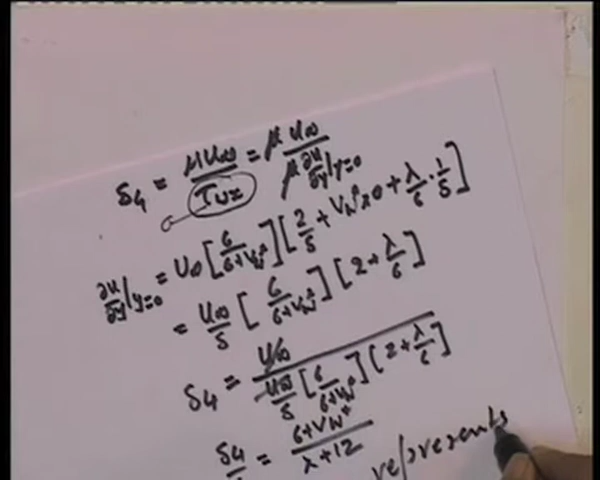 δ4 = μU∞/τwx = μU∞/μ ∂u/∂y|y=0
∂u/∂y|y=0 = U∞[6/6+Vw*][2/δ + Vw*×0 + λ/6 · 1/δ]
= U∞/δ [6/6+Vw*][2+λ/6]
δ4 = U∞/U∞/δ [6/6+Vw*][2+λ/6]
δ4/δ = 6+Vw*/λ+12
represents